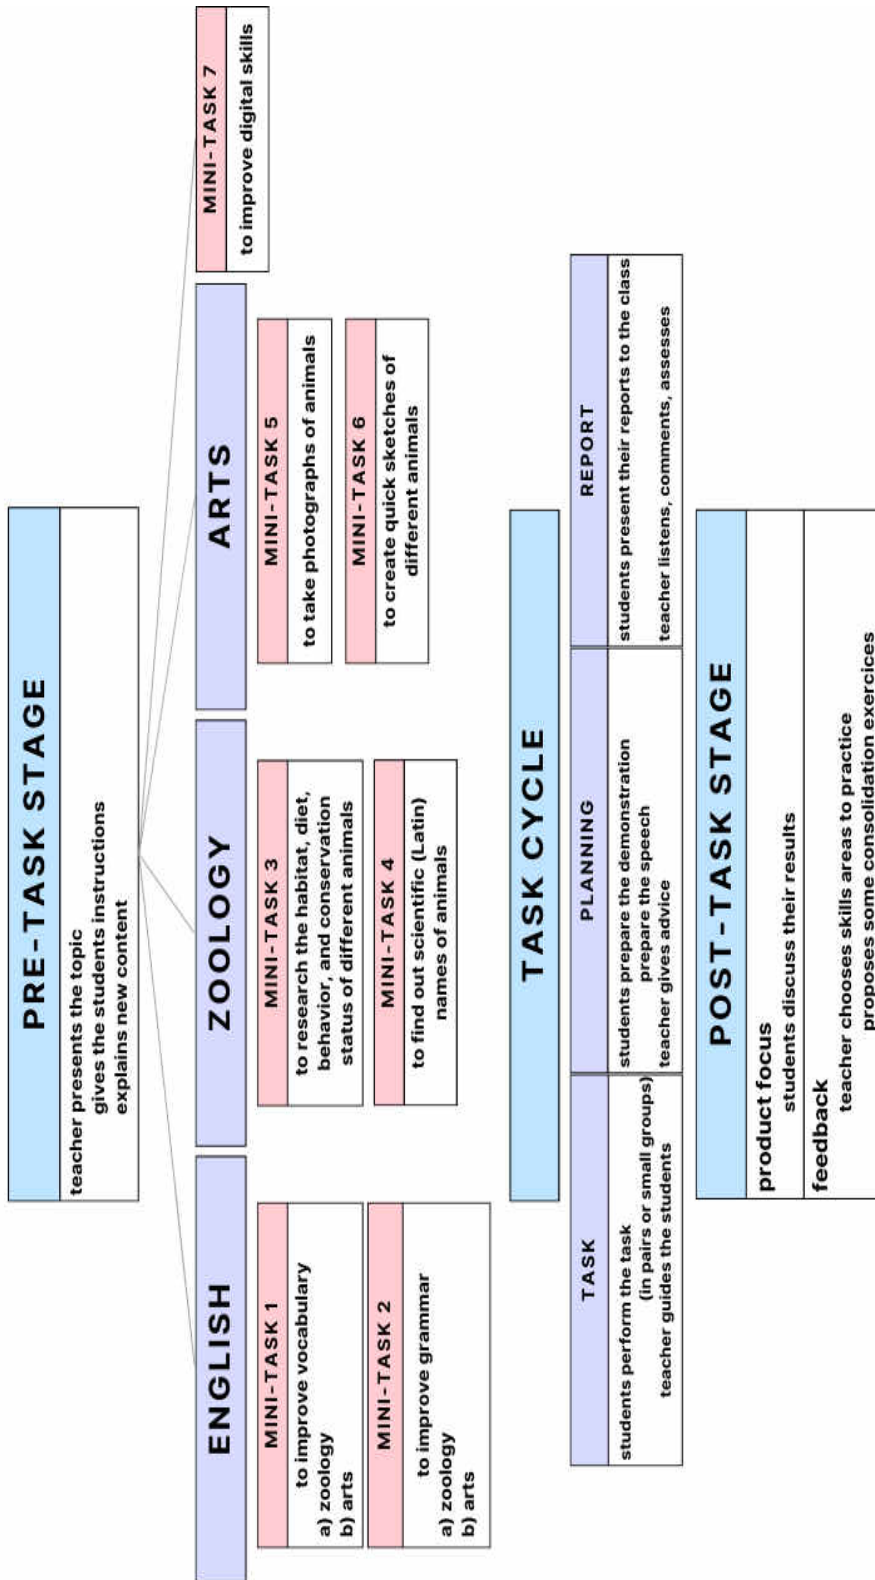 PRE-TASK STAGE
teacher presents the topic
gives the students instructions
explains new content
ENGLISH
MINI-TASK 1
to improve vocabulary
a) zoology
b) arts
MINI-TASK 2
to improve grammar
a) zoology
b) arts
ZOOLOGY
MINI-TASK 3
to research the habitat, diet,
behavior, and conservation
status of different animals
MINI-TASK 4
to find out scientific (Latin)
names of animals
ARTS
MINI-TASK 5
to take photographs of animals
MINI-TASK 6
to create quick sketches of
different animals
MINI-TASK 7
to improve digital skills
TASK CYCLE
TASK
students perform the task
(in pairs or small groups)
teacher guides the students
PLANNING
students prepare the demonstration
prepare the speech
teacher gives advice
REPORT
students present their reports to the class
teacher listens, comments, assesses
POST-TASK STAGE
product focus
students discuss their results
feedback
teacher chooses skills areas to practice
proposes some consolidation exercices